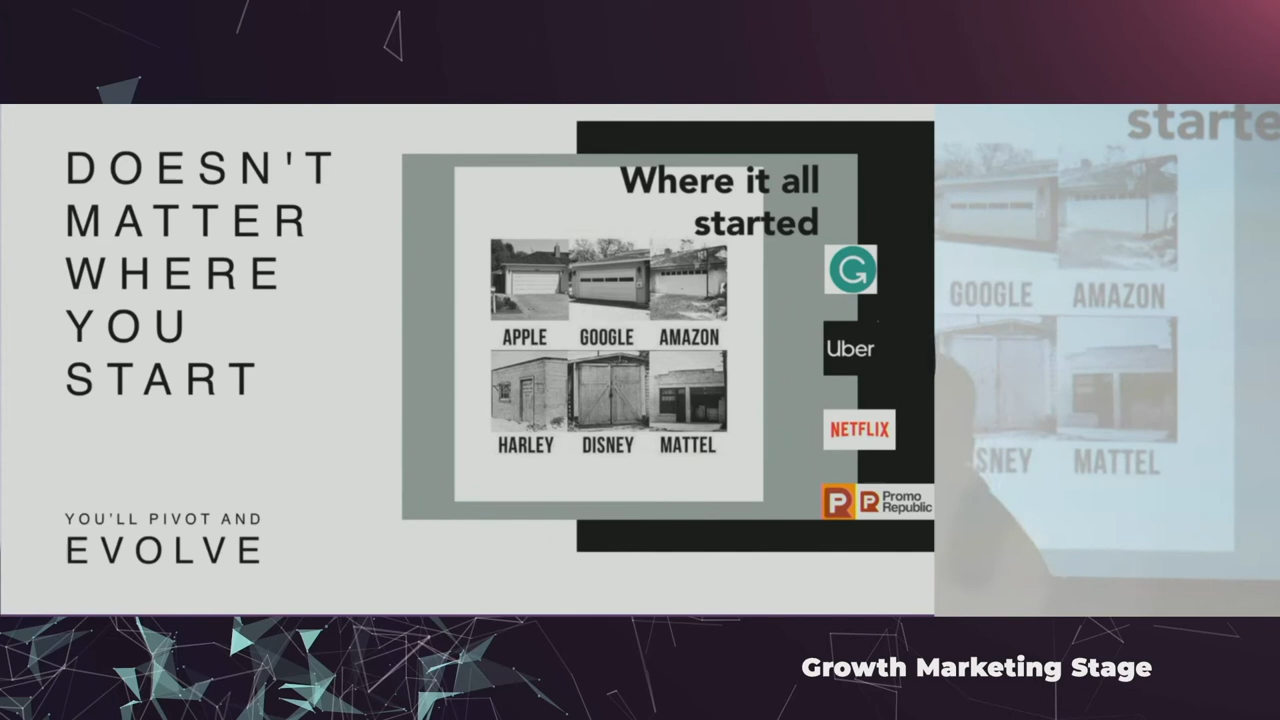 DOESN'T
MATTER
WHERE
YOU
START
YOU'LL PIVOT AND
EVOLVE
Where it all
started
APPLE GOOGLE AMAZON
HARLEY DISNEY MATTEL
G
Uber
NETFLIX
P P Promo
Republic
starte
GOOGLE AMAZON
SNEY MATTEL
Growth Marketing Stage